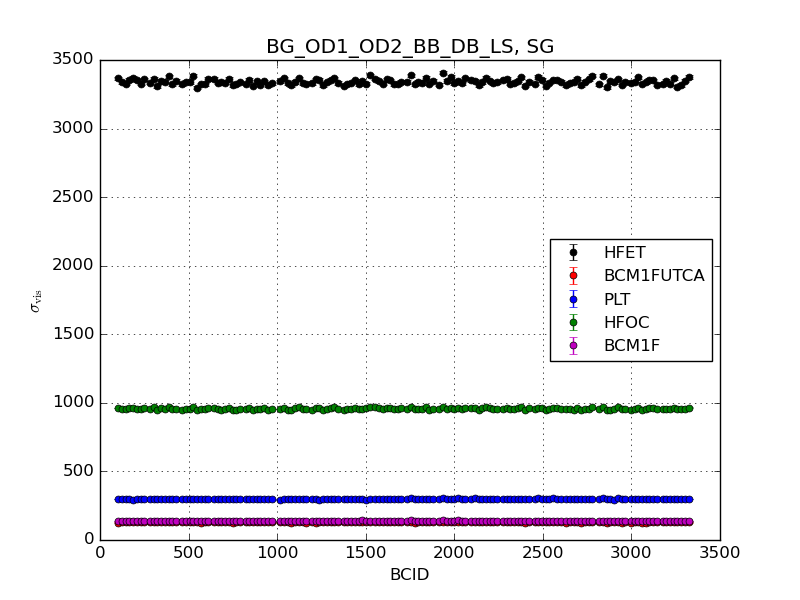 BG_OD1_OD2_BB_DB_LS, SG
3500
3000
2500
2000
1500
1000
500
0
σvis
HFET
BCM1FUTCA
PLT
HFOC
BCM1F
0 500 1000 1500 2000 2500 3000 3500
BCID